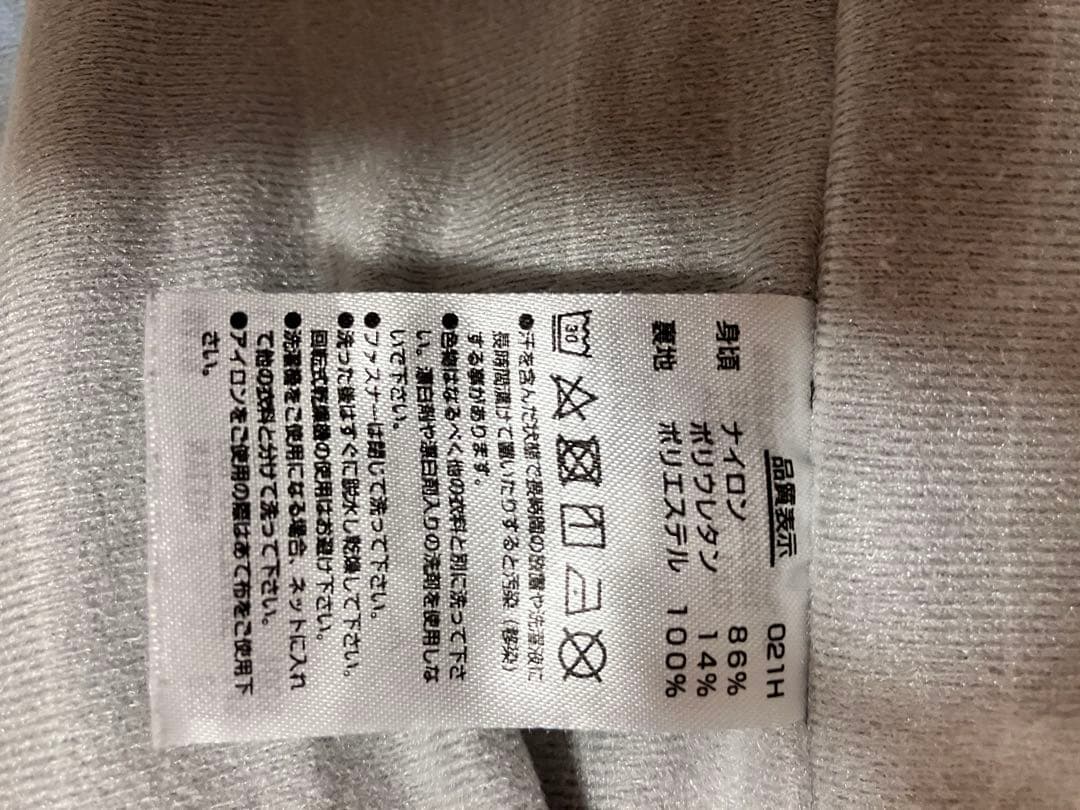 品質表示 021H
身頃 ナイロン 86%
ポリウレタン 14%
裏地 ポリエステル 100%
30
●汗を含んだ状態で長時間の放置や洗濯液に
長時間漬けて置いたりすると汚染(移染)
する事があります。
●色物はなるべく他の衣料と別に洗って下さ
い。漂白剤や漂白剤入りの洗剤を使用しな
いで下さい。
●ファスナーは閉じて洗って下さい。
●洗った後はすぐに脱水し乾燥して下さい。
回転式乾燥機の使用はお避け下さい。
●洗濯機をご使用になる場合、ネットに入れ
て他の衣料と分けて洗って下さい。
●アイロンをご使用の際はあて布をご使用下
さい。